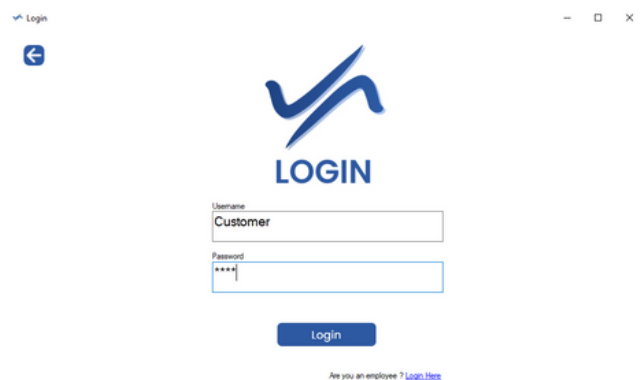 Login
LOGIN
Username
Customer
Password
****
Login
Are you an employee ? Login Here